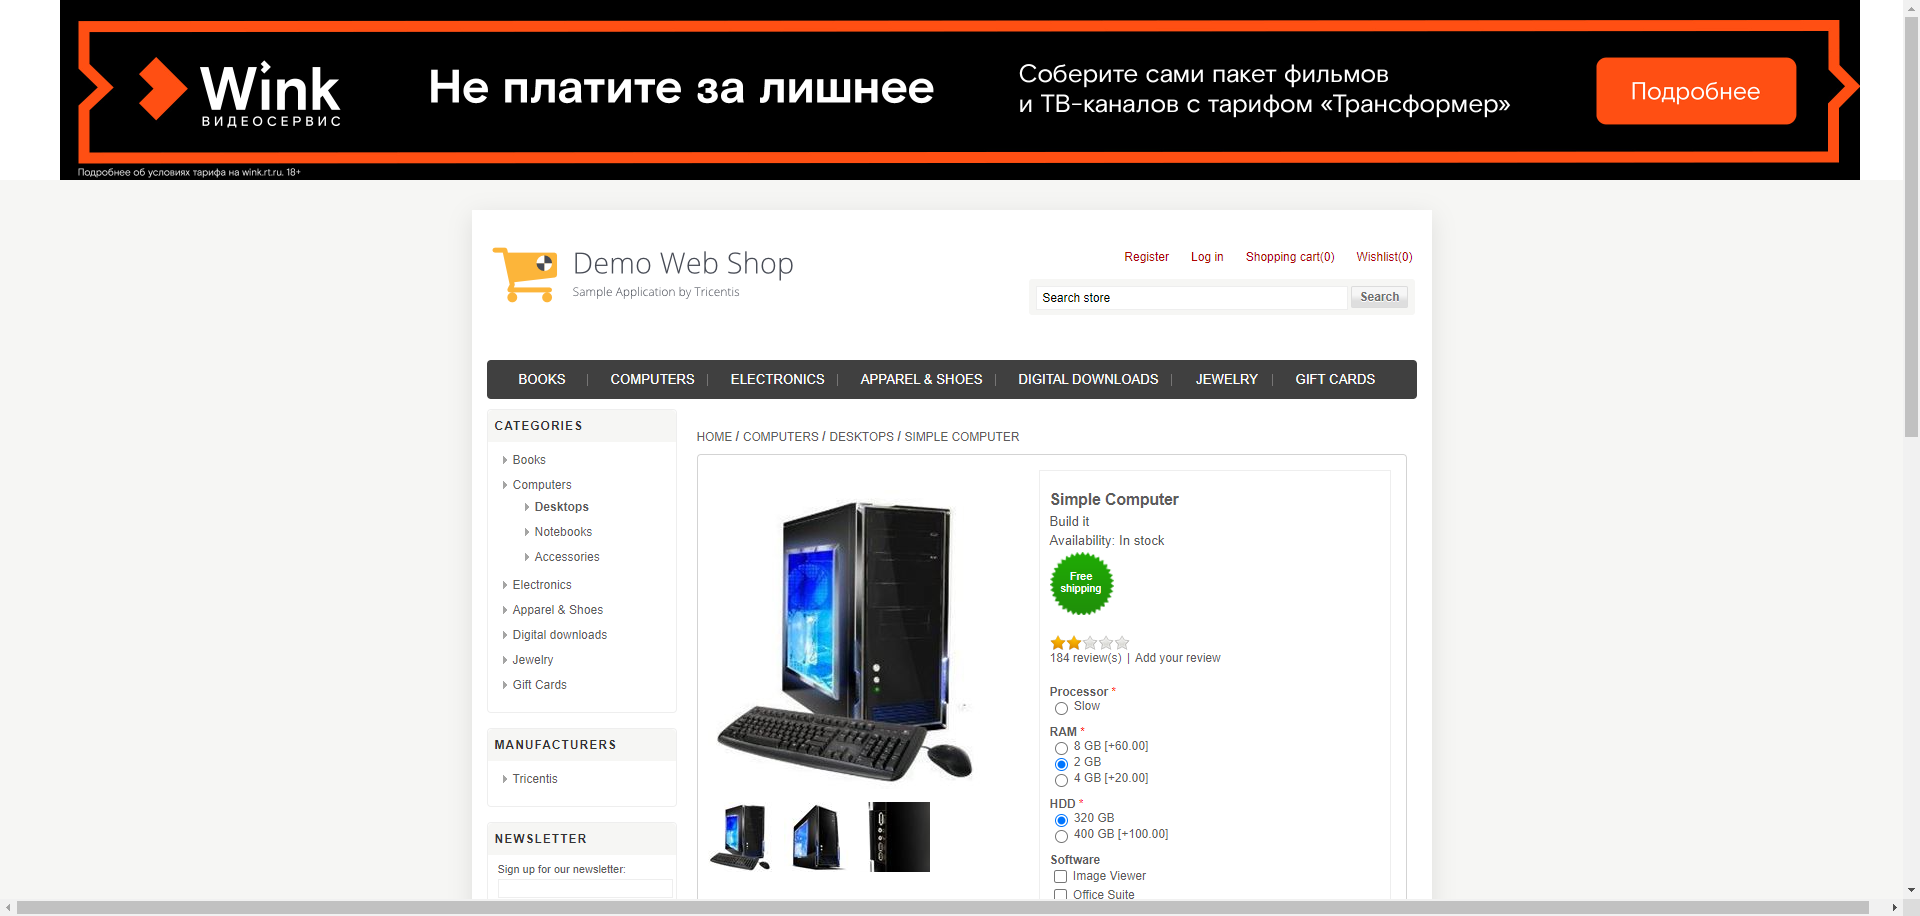 Wink
ВИДЕОСЕРВИС
Не платите за лишнее
Соберите сами пакет фильмов
и ТВ-каналов с тарифом «Трансформер»
Подробнее
Подробнее об условиях тарифа на wink.rt.ru. 18+
Demo Web Shop
Sample Application by Tricentis
Register Log in Shopping cart(0) Wishlist(0)
Search store Search
BOOKS COMPUTERS ELECTRONICS APPAREL & SHOES DIGITAL DOWNLOADS JEWELRY GIFT CARDS
CATEGORIES
Books
Computers
Desktops
Notebooks
Accessories
Electronics
Apparel & Shoes
Digital downloads
Jewelry
Gift Cards
MANUFACTURERS
Tricentis
NEWSLETTER
Sign up for our newsletter:
HOME / COMPUTERS / DESKTOPS / SIMPLE COMPUTER
Simple Computer
Build it
Availability: In stock
Free
shipping
184 review(s) | Add your review
Processor *
Slow
RAM *
8 GB [+60.00]
2 GB
4 GB [+20.00]
HDD *
320 GB
400 GB [+100.00]
Software
Image Viewer
Office Suite